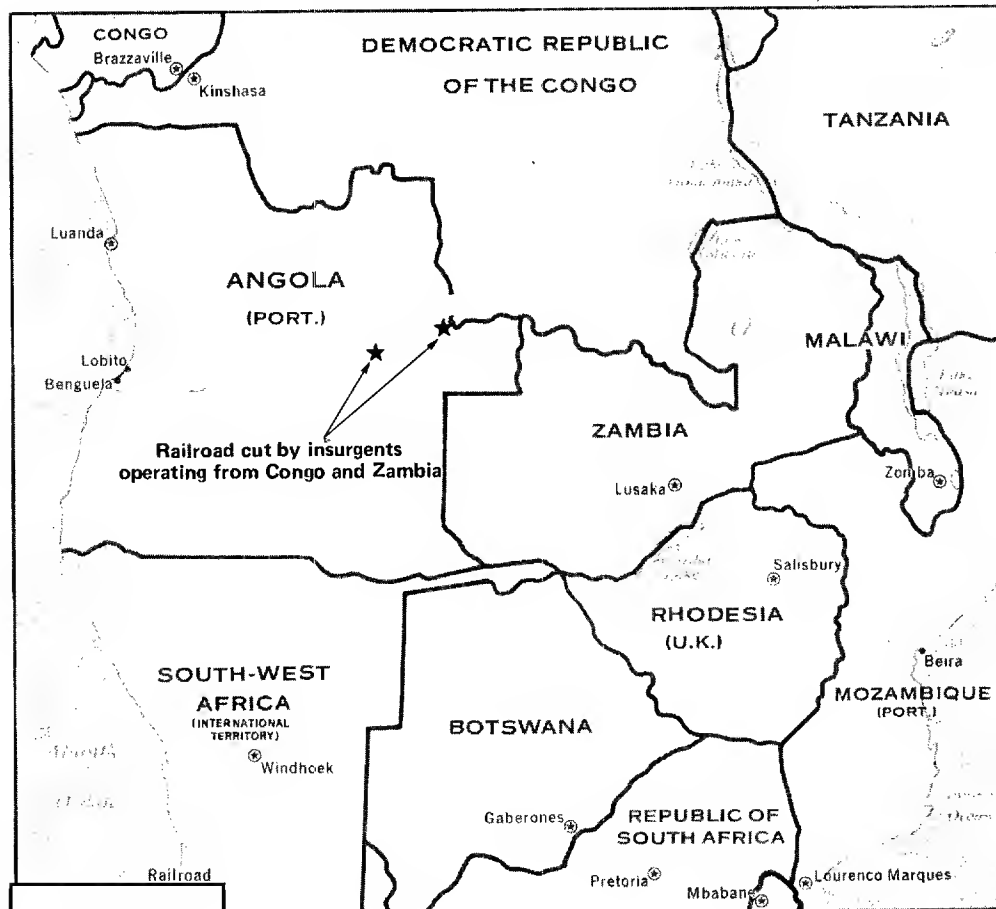 CONGO
Brazzaville
Kinshasa
DEMOCRATIC REPUBLIC
OF THE CONGO
TANZANIA
Luanda
ANGOLA
(PORT.)
Lobito
Benguela
MALAWI
Railroad cut by insurgents
operating from Congo and Zambia
ZAMBIA
Lusaka
Zomba
Salisbury
RHODESIA
(U.K.)
SOUTH-WEST
AFRICA
(INTERNATIONAL
TERRITORY)
Windhoek
BOTSWANA
Beira
MOZAMBIQUE
(PORT.)
Gaberones
REPUBLIC OF
SOUTH AFRICA
Pretoria
Mbabane
Lourenco Marques
Railroad